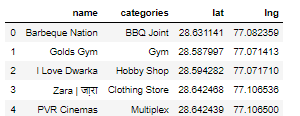 name categories lat lng
0 Barbeque Nation BBQ Joint 28.631141 77.082359
1 Golds Gym Gym 28.587997 77.071413
2 I Love Dwarka Hobby Shop 28.594282 77.071710
3 Zara | ज़ारा Clothing Store 28.642468 77.106536
4 PVR Cinemas Multiplex 28.642439 77.106500